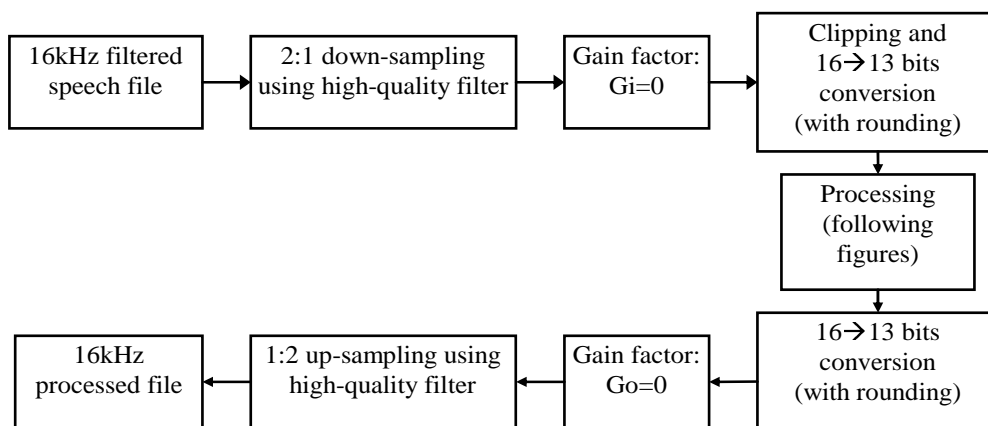 16kHz filtered
speech file
2:1 down-sampling
using high-quality filter
Gain factor:
Gi=0
Clipping and
16→13 bits
conversion
(with rounding)
Processing
(following
figures)
16→13 bits
conversion
(with rounding)
Gain factor:
Go=0
1:2 up-sampling using
high-quality filter
16kHz
processed file